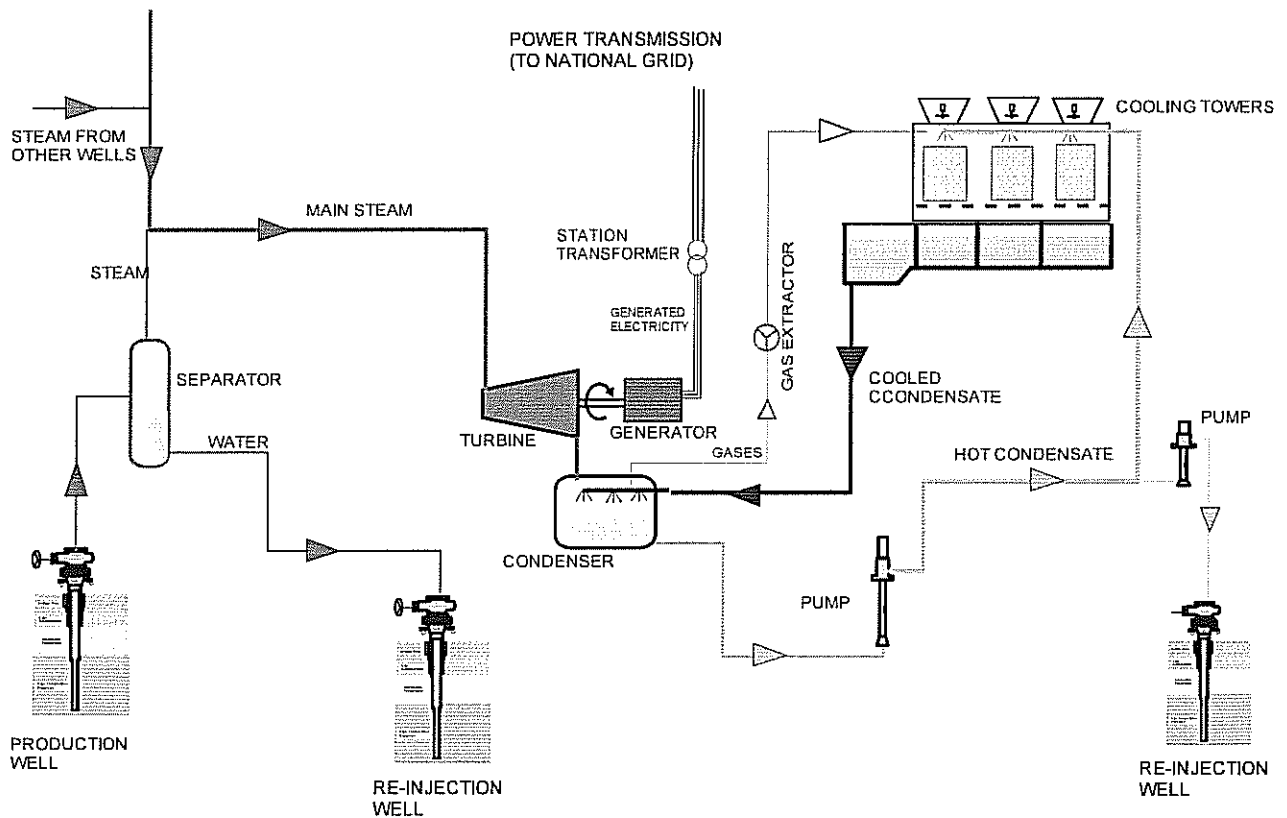 POWER TRANSMISSION
(TO NATIONAL GRID)
COOLING TOWERS
STEAM FROM
OTHER WELLS
MAIN STEAM
STATION
TRANSFORMER
STEAM
GENERATED
ELECTRICITY
GAS EXTRACTOR
SEPARATOR
COOLED
CCONDENSATE
TURBINE
GENERATOR
WATER
GASES
HOT CONDENSATE
PUMP
CONDENSER
PUMP
PRODUCTION
WELL
RE-INJECTION
WELL
RE-INJECTION
WELL